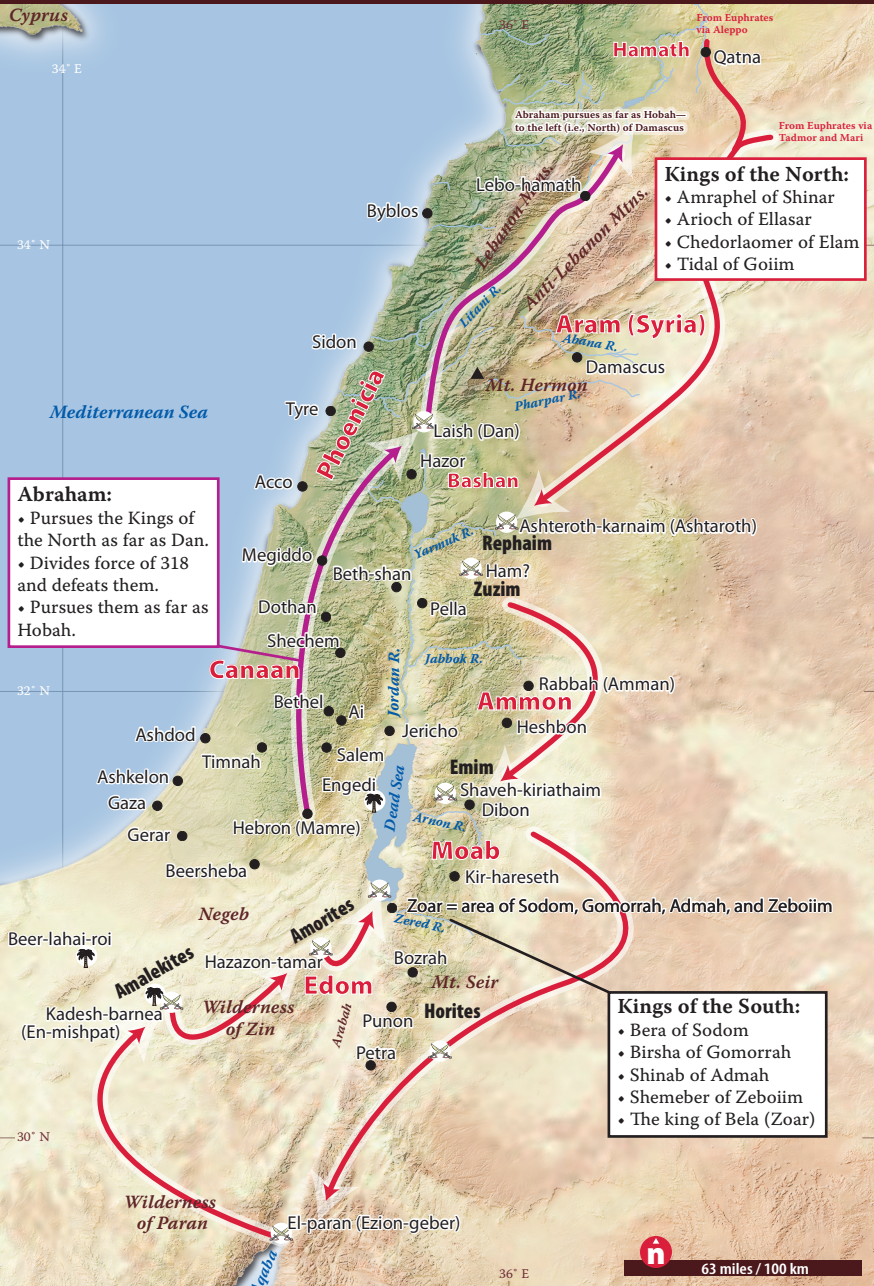 Cyprus
36° E
From Euphrates
via Aleppo
34° E
Hamath
Qatna
Abraham pursues as far as Hobah—
to the left (i.e., North) of Damascus
From Euphrates via
Tadmor and Mari
Kings of the North:
• Amraphel of Shinar
• Arioch of Ellasar
• Chedorlaomer of Elam
• Tidal of Goiim
Lebo-hamath
Byblos
Lebanon Mtns.
Anti-Lebanon Mtns.
34° N
Litani R.
Aram (Syria)
Abana R.
Sidon
Damascus
Mt. Hermon
Pharpar R.
Mediterranean Sea
Tyre
Phoenicia
Laish (Dan)
Hazor
Acco
Bashan
Abraham:
• Pursues the Kings of
the North as far as Dan.
• Divides force of 318
and defeats them.
• Pursues them as far as
Hobah.
Ashteroth-karnaim (Ashtaroth)
Yarmuk R.
Rephaim
Megiddo
Ham?
Beth-shan
Zuzim
Dothan
Pella
Shechem
Jabbok R.
Canaan
Jordan R.
32° N
Rabbah (Amman)
Bethel
Ammon
Ai
Heshbon
Ashdod
Jericho
Timnah
Salem
Emim
Ashkelon
Engedi
Shaveh-kiriathaim
Gaza
Dead Sea
Dibon
Hebron (Mamre)
Arnon R.
Gerar
Moab
Beersheba
Kir-hareseth
Negeb
Amorites
Zoar = area of Sodom, Gomorrah, Admah, and Zeboiim
Zered R.
Beer-lahai-roi
Amalekites
Hazazon-tamar
Bozrah
Edom
Mt. Seir
Kadesh-barnea
(En-mishpat)
Wilderness
of Zin
Arabah
Punon
Horites
Kings of the South:
• Bera of Sodom
• Birsha of Gomorrah
• Shinab of Admah
• Shemeber of Zeboiim
• The king of Bela (Zoar)
Petra
30° N
Wilderness
of Paran
El-paran (Ezion-geber)
36° E
n
63 miles / 100 km